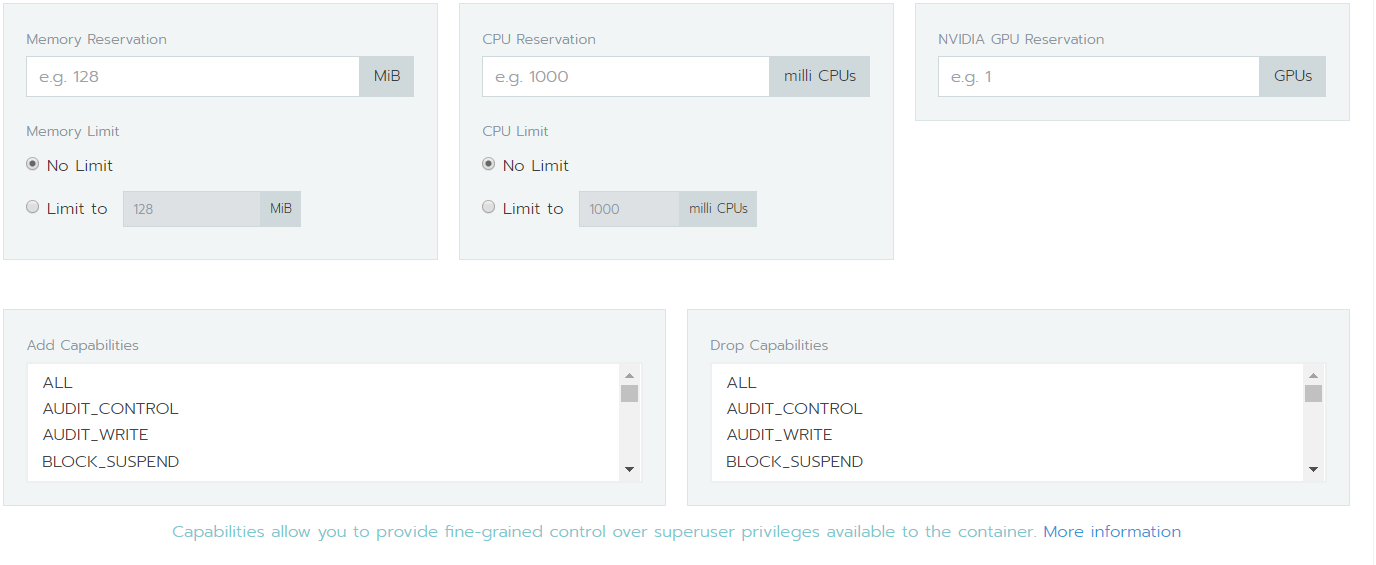 Memory Reservation
e.g. 128 MiB
Memory Limit
No Limit
Limit to 128 MiB
CPU Reservation
e.g. 1000 milli CPUs
CPU Limit
No Limit
Limit to 1000 milli CPUs
NVIDIA GPU Reservation
e.g. 1 GPUs
Add Capabilities
ALL
AUDIT_CONTROL
AUDIT_WRITE
BLOCK_SUSPEND
Drop Capabilities
ALL
AUDIT_CONTROL
AUDIT_WRITE
BLOCK_SUSPEND
Capabilities allow you to provide fine-grained control over superuser privileges available to the container. More information